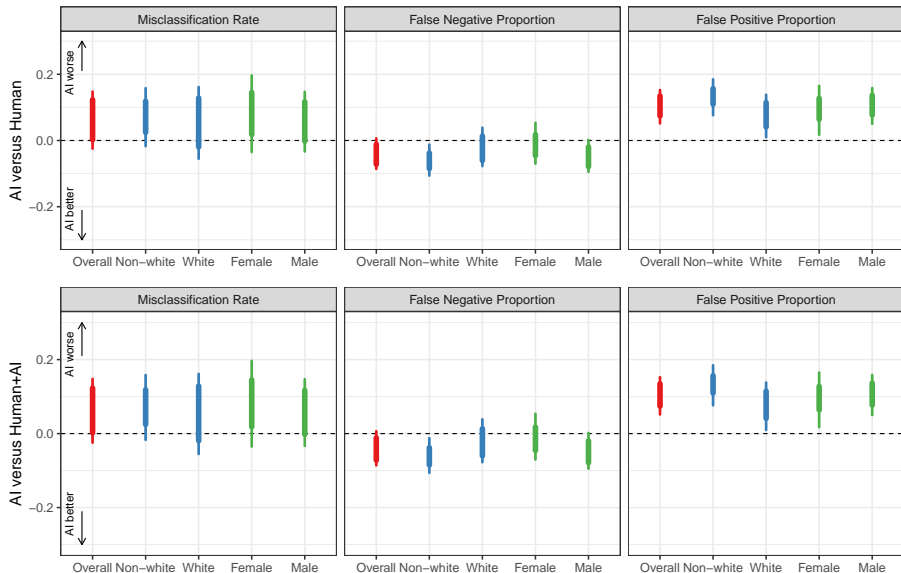 Misclassification Rate
False Negative Proportion
False Positive Proportion
AI versus Human
0.2
0.0
−0.2
AI worse
AI better
Overall Non−white White Female Male
Overall Non−white White Female Male
Overall Non−white White Female Male
Misclassification Rate
False Negative Proportion
False Positive Proportion
AI versus Human+AI
0.2
0.0
−0.2
AI worse
AI better
Overall Non−white White Female Male
Overall Non−white White Female Male
Overall Non−white White Female Male